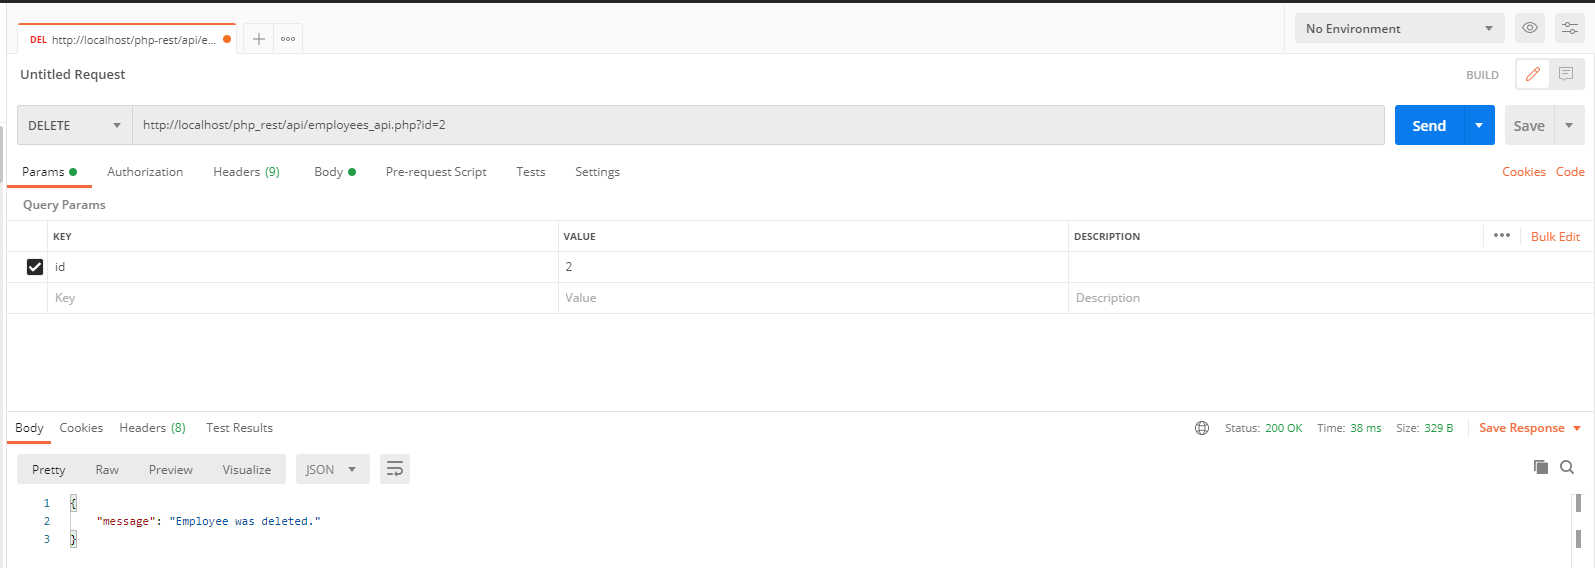 DEL http://localhost/php-rest/api/e...
No Environment
Untitled Request
BUILD
DELETE http://localhost/php_rest/api/employees_api.php?id=2 Send Save
Params Authorization Headers (9) Body Pre-request Script Tests Settings Cookies Code
Query Params
KEY VALUE DESCRIPTION Bulk Edit
id 2
Key Value Description
Body Cookies Headers (8) Test Results Status: 200 OK Time: 38 ms Size: 329 B Save Response
Pretty Raw Preview Visualize JSON
1 {
2 "message": "Employee was deleted."
3 }